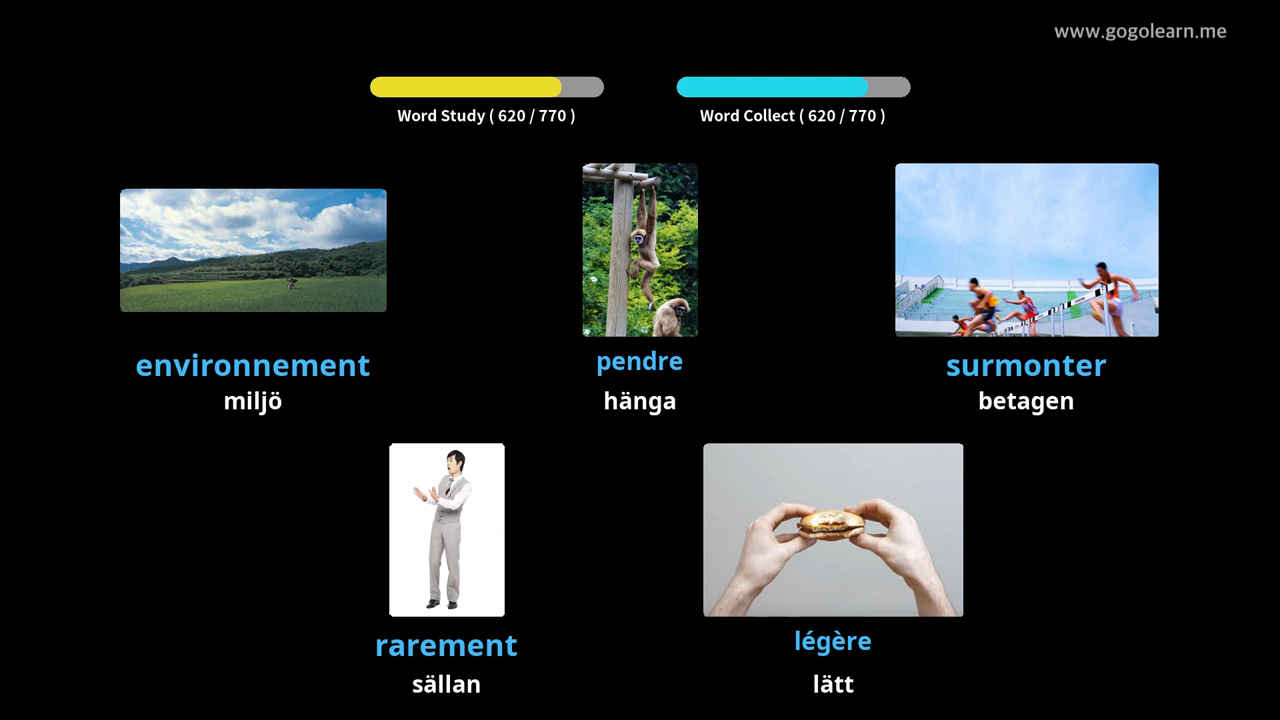 www.gogolearn.me
Word Study ( 620 / 770 )
Word Collect ( 620 / 770 )
environnement
miljö
pendre
hänga
surmonter
betagen
rarement
sällan
légère
lätt